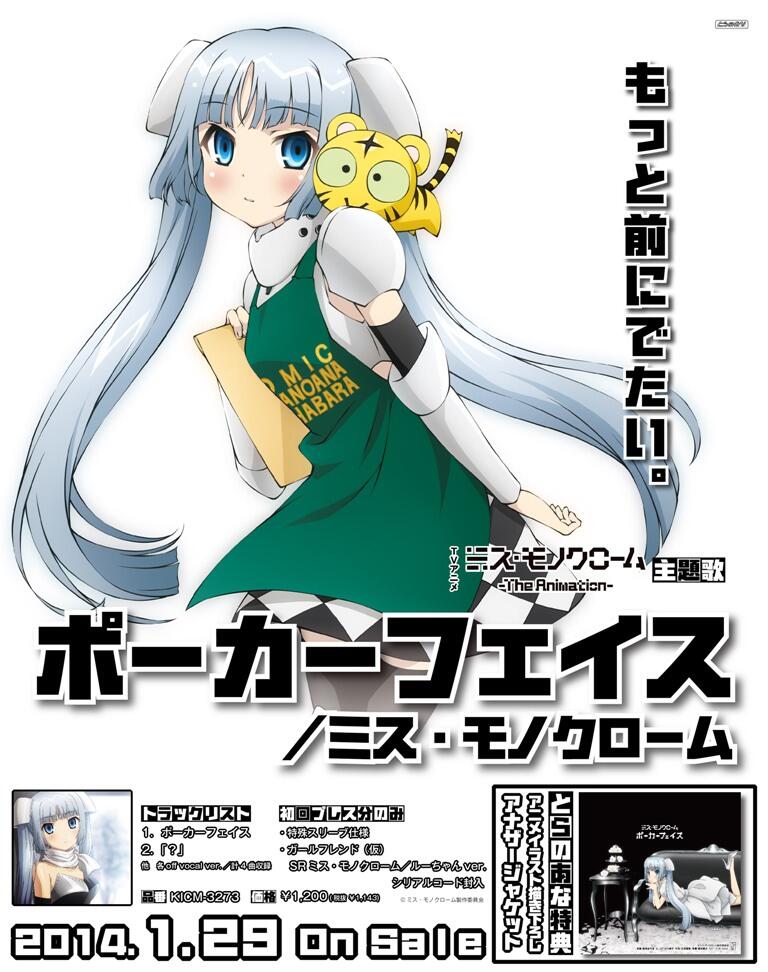 もっと前にでたい。
COMIC
TORANOANA
AKIHABARA
TVアニメ
ミス・モノクローム
-The Animation-
主題歌
ポーカーフェイス
／ミス・モノクローム
トラックリスト
1. ポーカーフェイス
2.「？」
他 各off vocal ver.／計4曲収録
初回プレス分のみ
・特殊スリーブ仕様
・ガールフレンド（仮）
SRミス・モノクローム／ルーちゃん ver.
シリアルコード封入
品番 KICM-3273 価格 ￥1,200（税抜 ￥1,143）
© ミス・モノクローム製作委員会
2014.1.29 On Sale
とらのあな特典
アニメイラスト描き下ろし
アナザージャケット
ミス・モノクローム
ポーカーフェイス